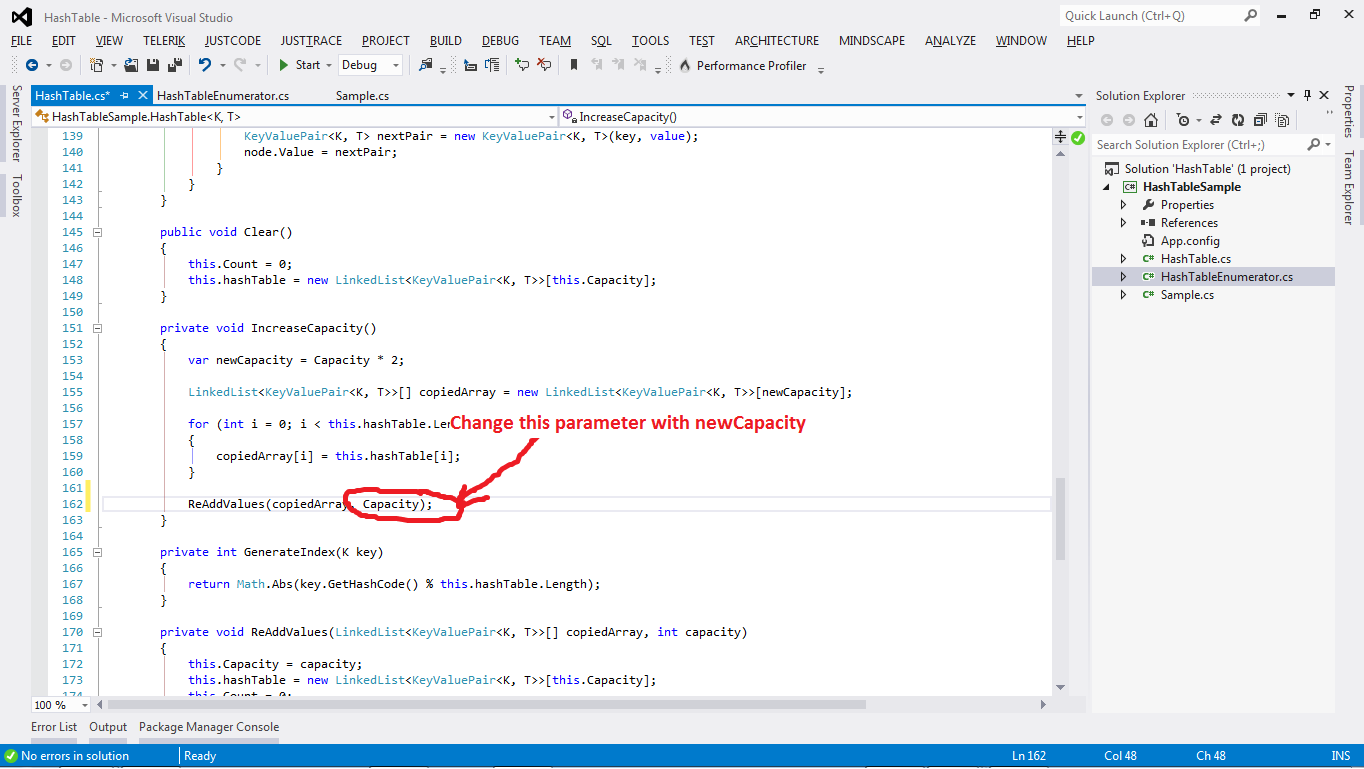 HashTable - Microsoft Visual Studio
Quick Launch (Ctrl+Q)
FILE EDIT VIEW TELERIK JUSTCODE JUSTTRACE PROJECT BUILD DEBUG TEAM SQL TOOLS TEST ARCHITECTURE MINDSCAPE ANALYZE WINDOW HELP
Start Debug Performance Profiler
Server Explorer
Toolbox
HashTable.cs* HashTableEnumerator.cs Sample.cs
HashTableSample.HashTable<K, T> IncreaseCapacity()
139 KeyValuePair<K, T> nextPair = new KeyValuePair<K, T>(key, value);
140 node.Value = nextPair;
141 }
142 }
143 }
144
145 public void Clear()
146 {
147 this.Count = 0;
148 this.hashTable = new LinkedList<KeyValuePair<K, T>>[this.Capacity];
149 }
150
151 private void IncreaseCapacity()
152 {
153 var newCapacity = Capacity * 2;
154
155 LinkedList<KeyValuePair<K, T>>[] copiedArray = new LinkedList<KeyValuePair<K, T>>[newCapacity];
156
157 for (int i = 0; i < this.hashTable.Le
Change this parameter with newCapacity
158 {
159 copiedArray[i] = this.hashTable[i];
160 }
161
162 ReAddValues(copiedArray, Capacity);
163 }
164
165 private int GenerateIndex(K key)
166 {
167 return Math.Abs(key.GetHashCode() % this.hashTable.Length);
168 }
169
170 private void ReAddValues(LinkedList<KeyValuePair<K, T>>[] copiedArray, int capacity)
171 {
172 this.Capacity = capacity;
173 this.hashTable = new LinkedList<KeyValuePair<K, T>>[this.Capacity];
174 this.Count = 0;
100 %
Solution Explorer
Search Solution Explorer (Ctrl+;)
Solution 'HashTable' (1 project)
HashTableSample
Properties
References
App.config
HashTable.cs
HashTableEnumerator.cs
Sample.cs
Properties
Team Explorer
Error List Output Package Manager Console
No errors in solution Ready Ln 162 Col 48 Ch 48 INS